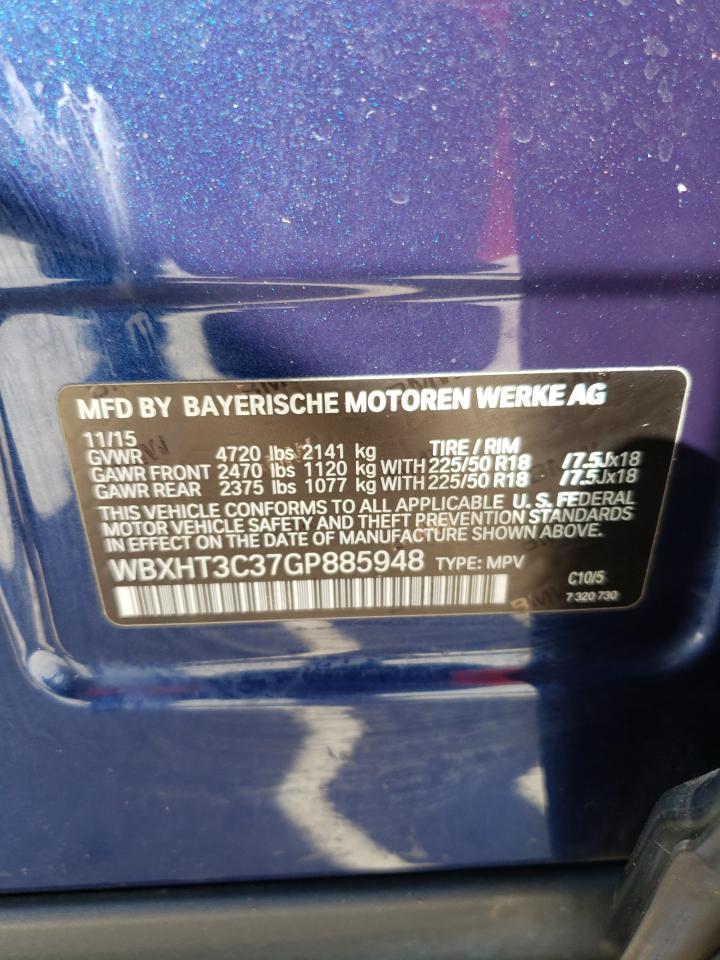 MFD BY BAYERISCHE MOTOREN WERKE AG
11/15 TIRE / RIM
GVWR 4720 lbs 2141 kg
GAWR FRONT 2470 lbs 1120 kg WITH 225/50 R18 /7.5Jx18
GAWR REAR 2375 lbs 1077 kg WITH 225/50 R18 /7.5Jx18
THIS VEHICLE CONFORMS TO ALL APPLICABLE U. S. FEDERAL
MOTOR VEHICLE SAFETY AND THEFT PREVENTION STANDARDS
IN EFFECT ON THE DATE OF MANUFACTURE SHOWN ABOVE.
WBXHT3C37GP885948 TYPE: MPV
C10/5
7 320 730